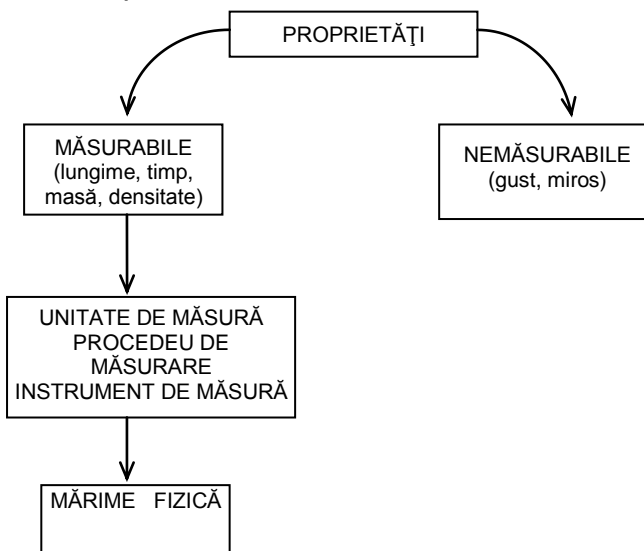 PROPRIETĂŢI
MĂSURABILE
(lungime, timp,
masă, densitate)
NEMĂSURABILE
(gust, miros)
UNITATE DE MĂSURĂ
PROCEDEU DE
MĂSURARE
INSTRUMENT DE MĂSURĂ
MĂRIME FIZICĂ